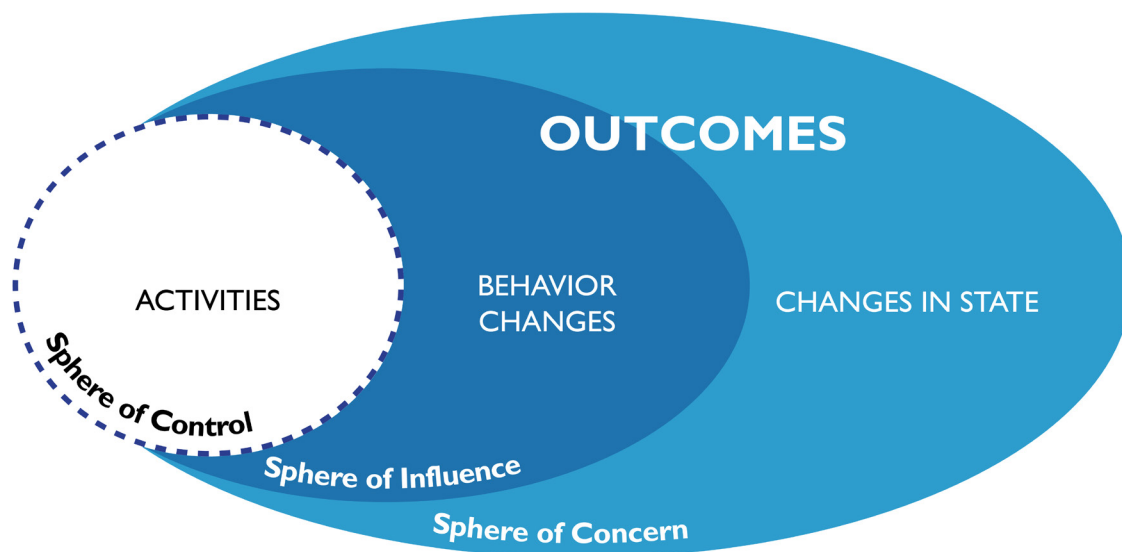 OUTCOMES
ACTIVITIES
BEHAVIOR
CHANGES
CHANGES IN STATE
Sphere of Control
Sphere of Influence
Sphere of Concern